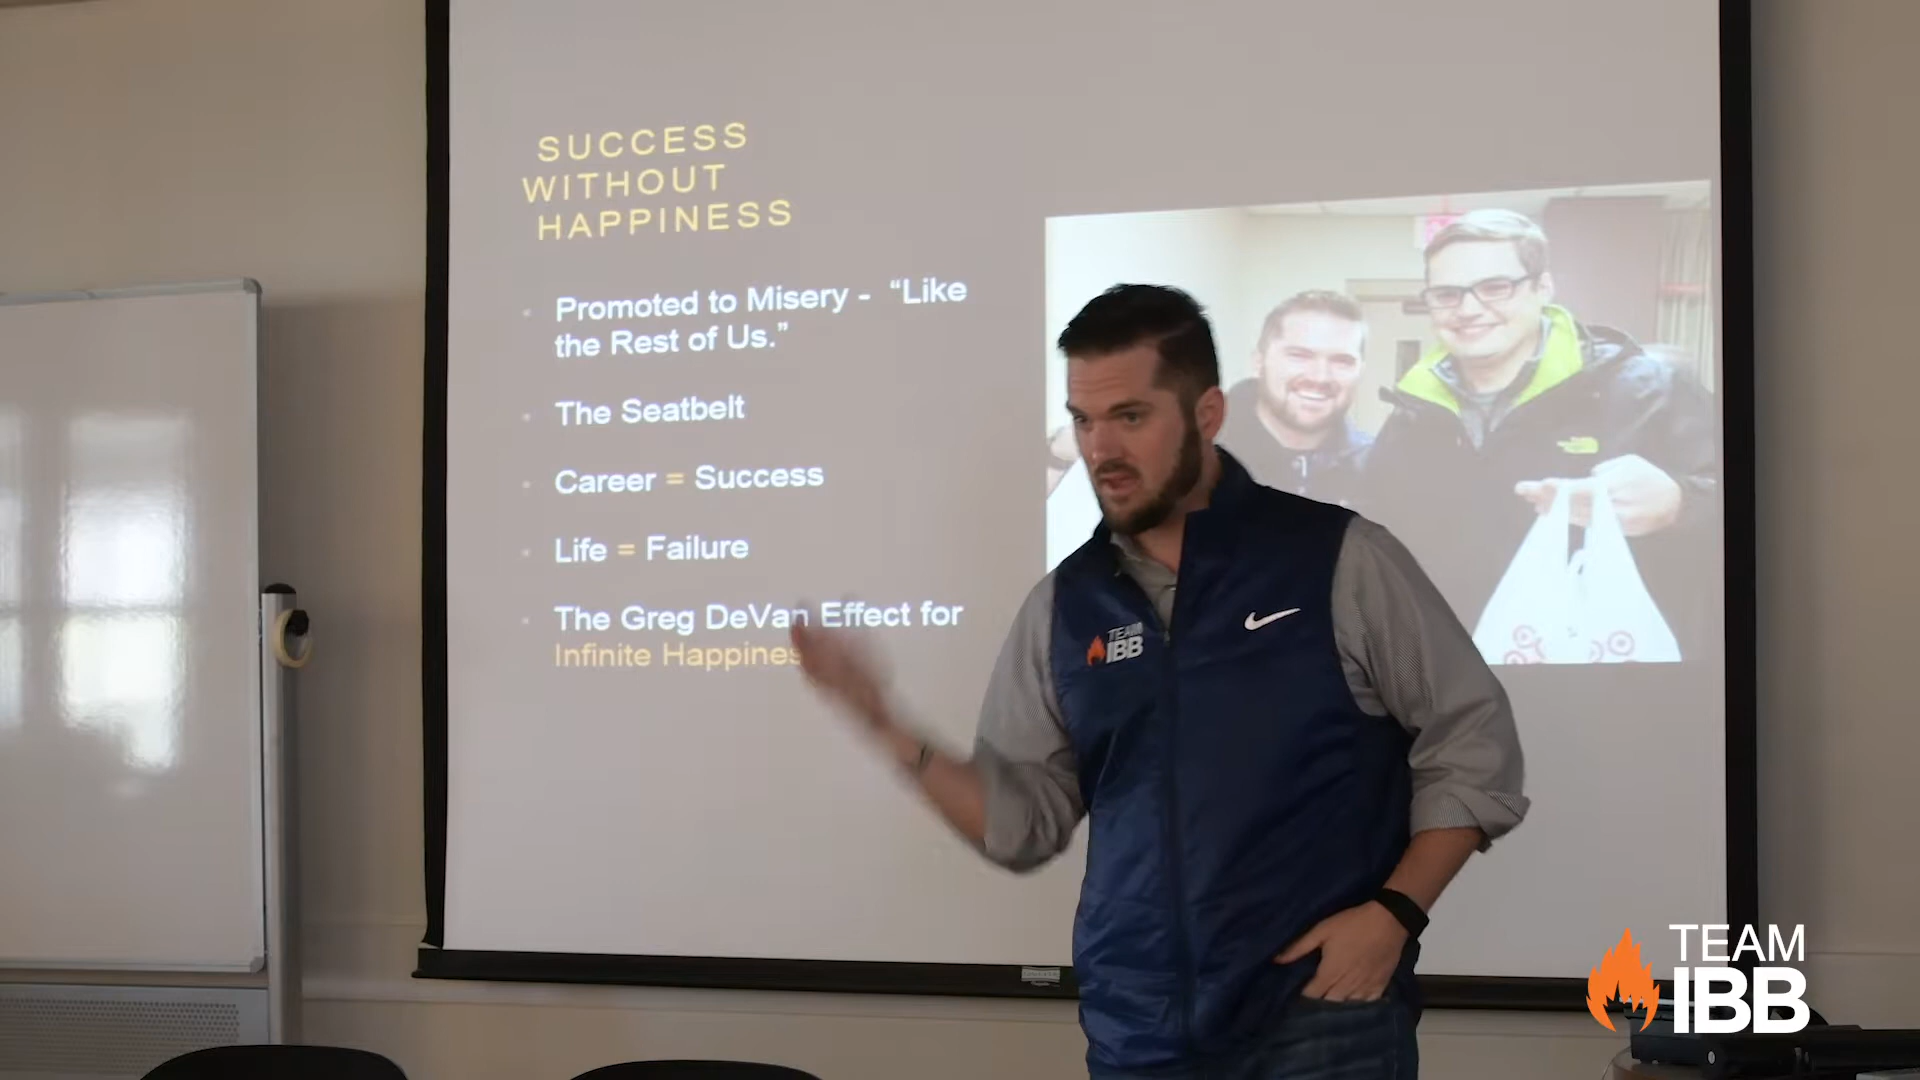 SUCCESS
WITHOUT
HAPPINESS
Promoted to Misery - “Like
the Rest of Us.”
The Seatbelt
Career = Success
Life = Failure
The Greg DeVan Effect for
Infinite Happines
TEAM
IBB
TEAM
IBB